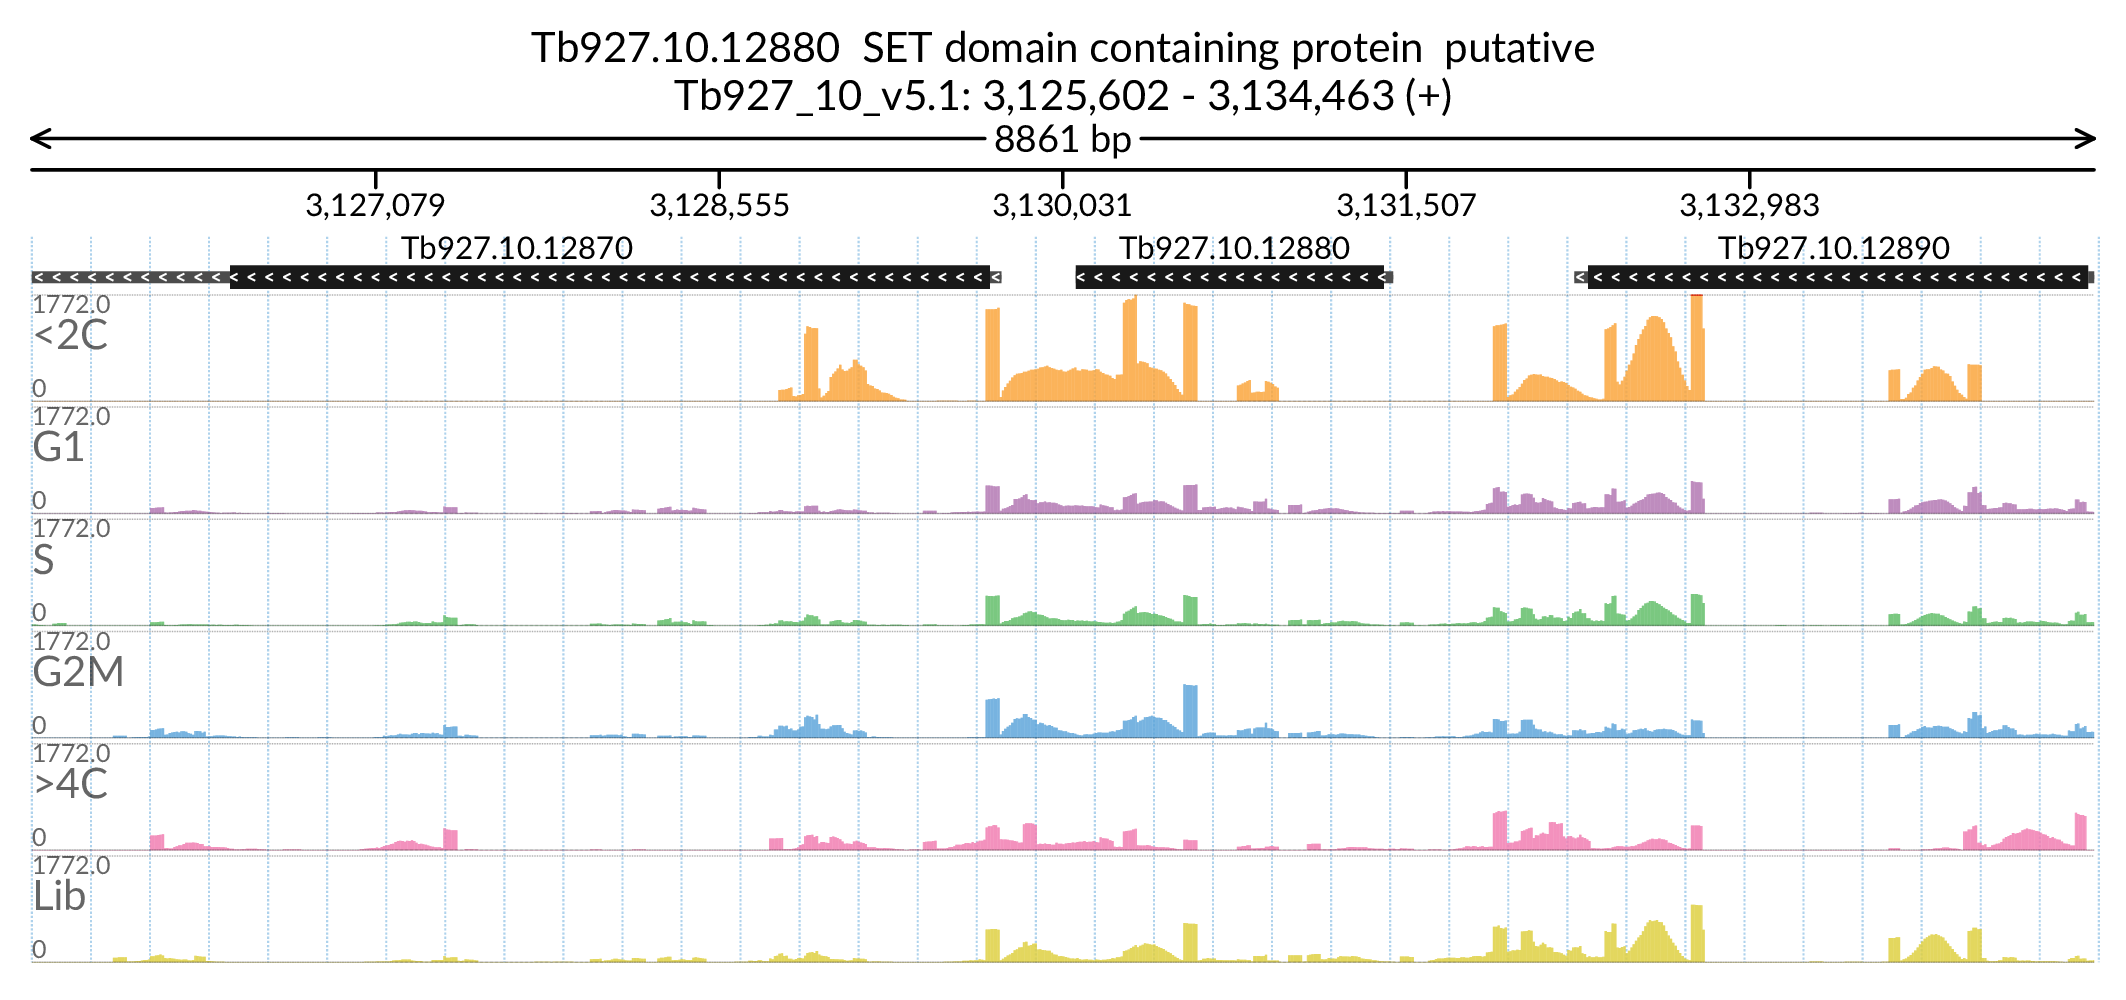 Tb927.10.12880  SET domain containing protein  putative
Tb927_10_v5.1: 3,125,602 - 3,134,463 (+)
8861 bp
3,127,079 3,128,555 3,130,031 3,131,507 3,132,983
Tb927.10.12870 Tb927.10.12880 Tb927.10.12890
1772.0
<2C
0
1772.0
G1
0
1772.0
S
0
1772.0
G2M
0
1772.0
>4C
0
1772.0
Lib
0